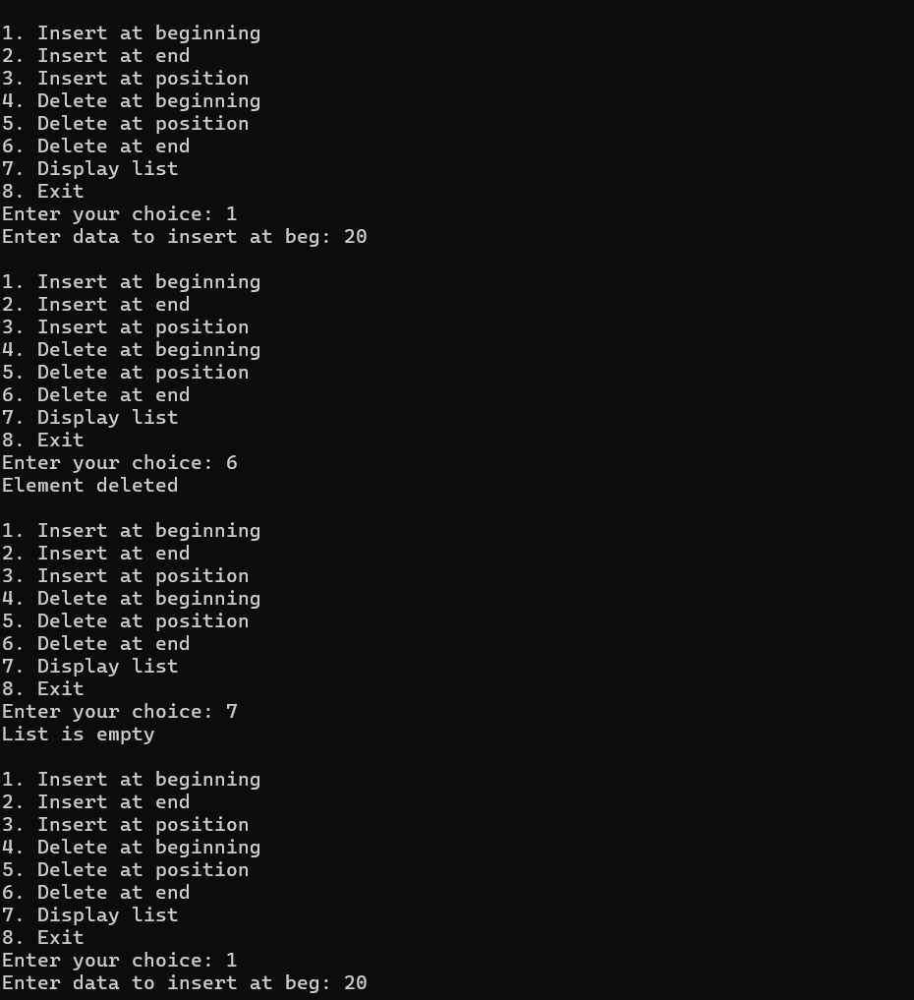 1. Insert at beginning
2. Insert at end
3. Insert at position
4. Delete at beginning
5. Delete at position
6. Delete at end
7. Display list
8. Exit
Enter your choice: 1
Enter data to insert at beg: 20
1. Insert at beginning
2. Insert at end
3. Insert at position
4. Delete at beginning
5. Delete at position
6. Delete at end
7. Display list
8. Exit
Enter your choice: 6
Element deleted
1. Insert at beginning
2. Insert at end
3. Insert at position
4. Delete at beginning
5. Delete at position
6. Delete at end
7. Display list
8. Exit
Enter your choice: 7
List is empty
1. Insert at beginning
2. Insert at end
3. Insert at position
4. Delete at beginning
5. Delete at position
6. Delete at end
7. Display list
8. Exit
Enter your choice: 1
Enter data to insert at beg: 20